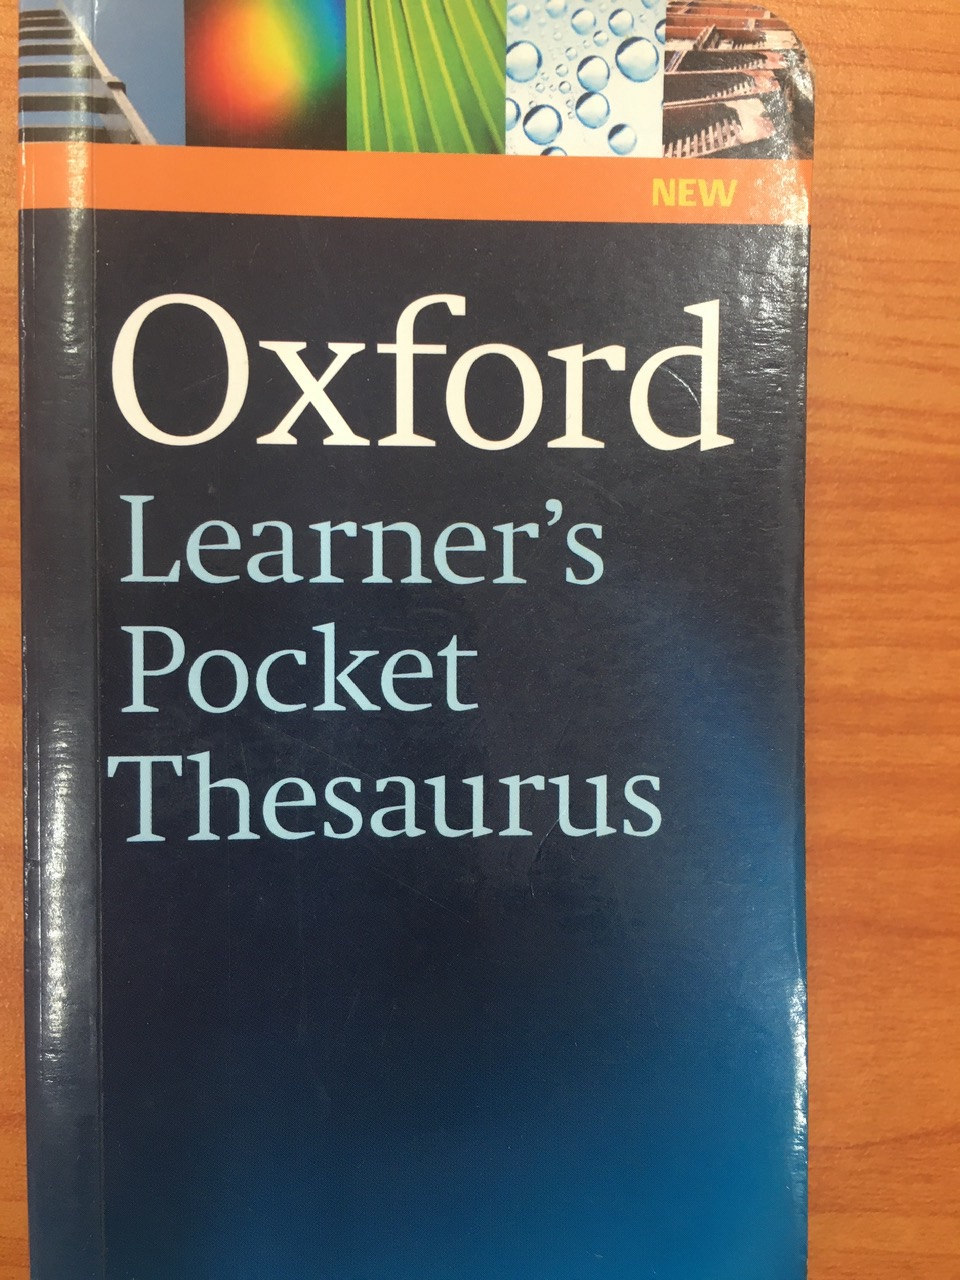 NEW
Oxford
Learner's
Pocket
Thesaurus